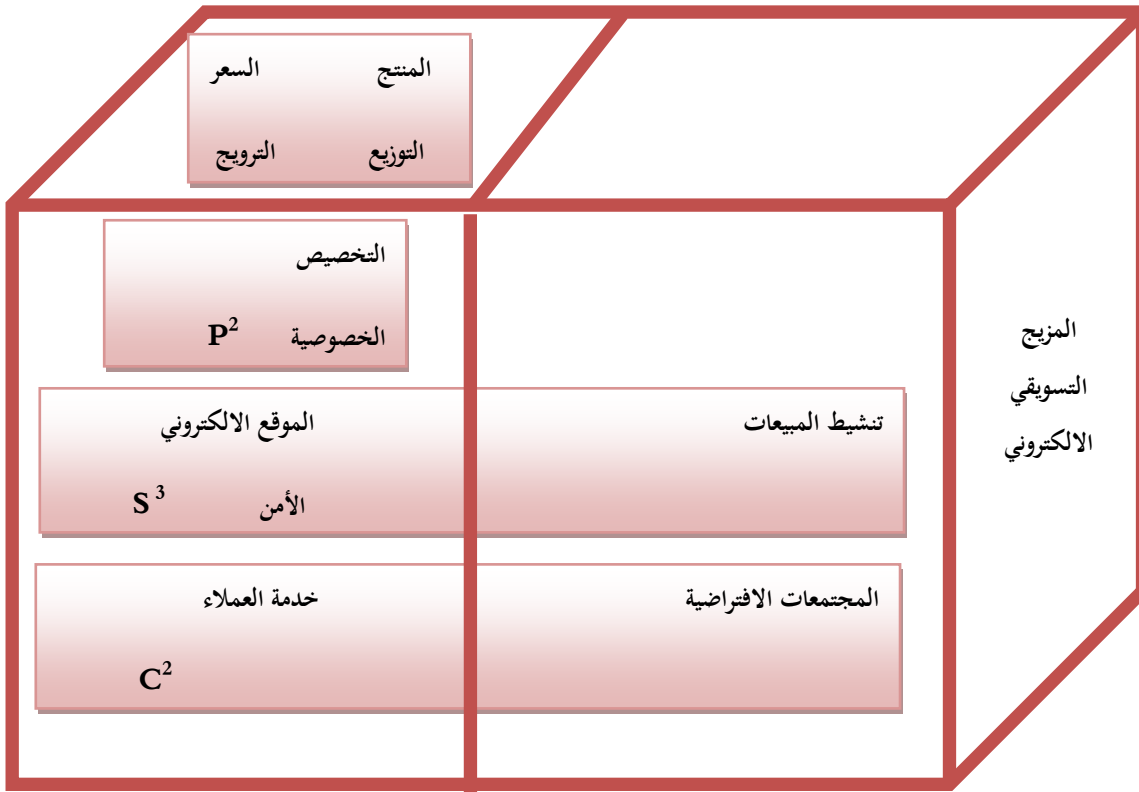 المنتج السعر
التوزيع الترويج
التخصيص
الخصوصية P²
تنشيط المبيعات
الموقع الالكتروني
الأمن S³
المجتمعات الافتراضية
خدمة العملاء
C²
المزيج
التسويقي
الالكتروني